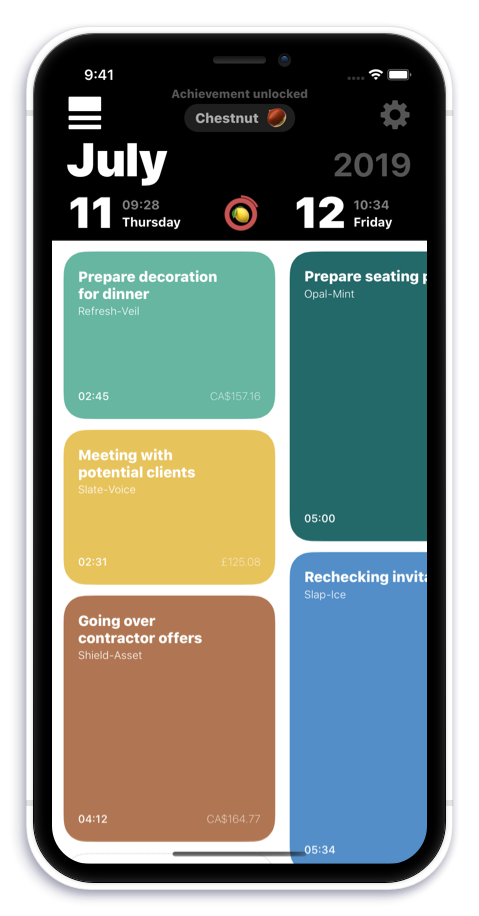 9:41
Achievement unlocked
Chestnut
July
2019
11
09:28
Thursday
12
10:34
Friday
Prepare decoration
for dinner
Refresh-Veil
02:45
CA$157.16
Meeting with
potential clients
Slate-Voice
02:31
£125.08
Going over
contractor offers
Shield-Asset
04:12
CA$164.77
Prepare seating p
Opal-Mint
05:00
Rechecking invita
Slap-Ice
05:34